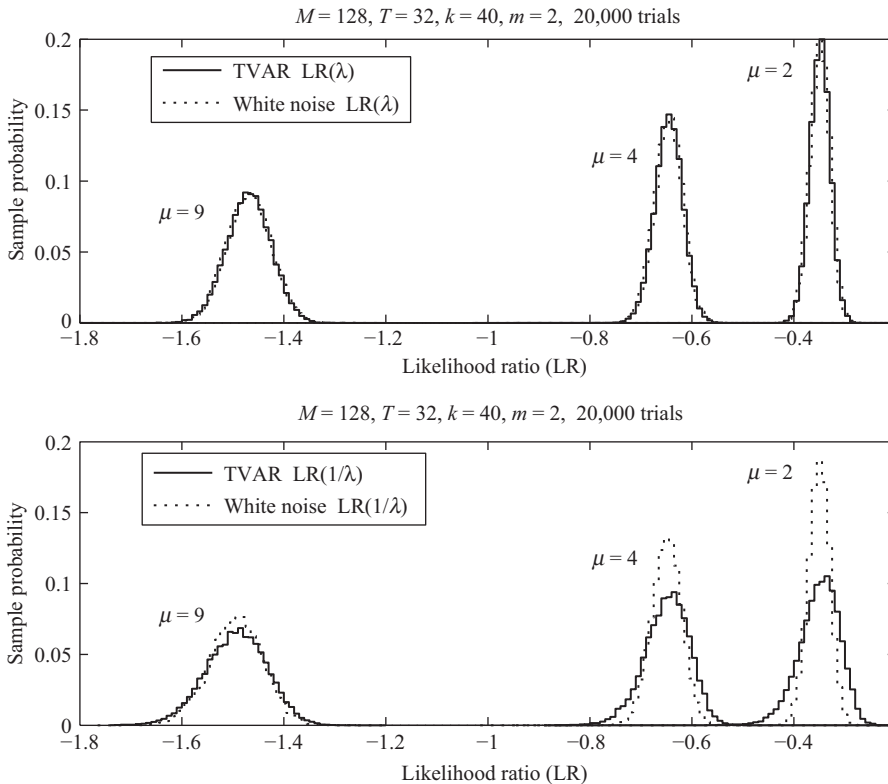 M = 128, T = 32, k = 40, m = 2, 20,000 trials
0.2
0.15
0.1
0.05
0
Sample probability
TVAR LR(λ)
White noise LR(λ)
μ = 2
μ = 4
μ = 9
−1.8 −1.6 −1.4 −1.2 −1 −0.8 −0.6 −0.4
Likelihood ratio (LR)
M = 128, T = 32, k = 40, m = 2, 20,000 trials
0.2
0.15
0.1
0.05
0
Sample probability
TVAR LR(1/λ)
White noise LR(1/λ)
μ = 2
μ = 4
μ = 9
−1.8 −1.6 −1.4 −1.2 −1 −0.8 −0.6 −0.4
Likelihood ratio (LR)